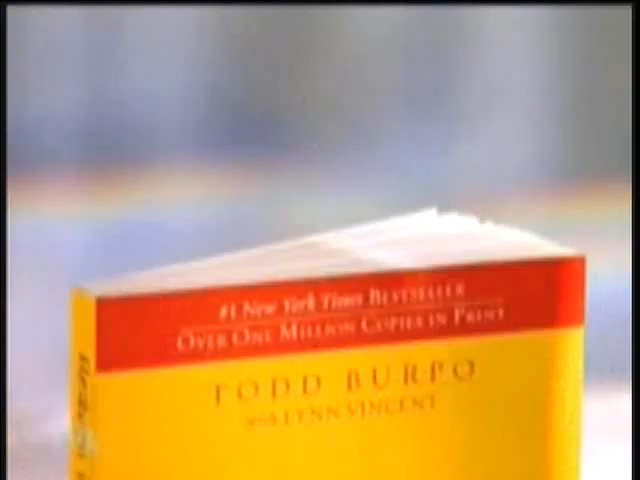 #1 New York Times BESTSELLER
OVER ONE MILLION COPIES IN PRINT
TODD BURPO
with LYNN VINCENT